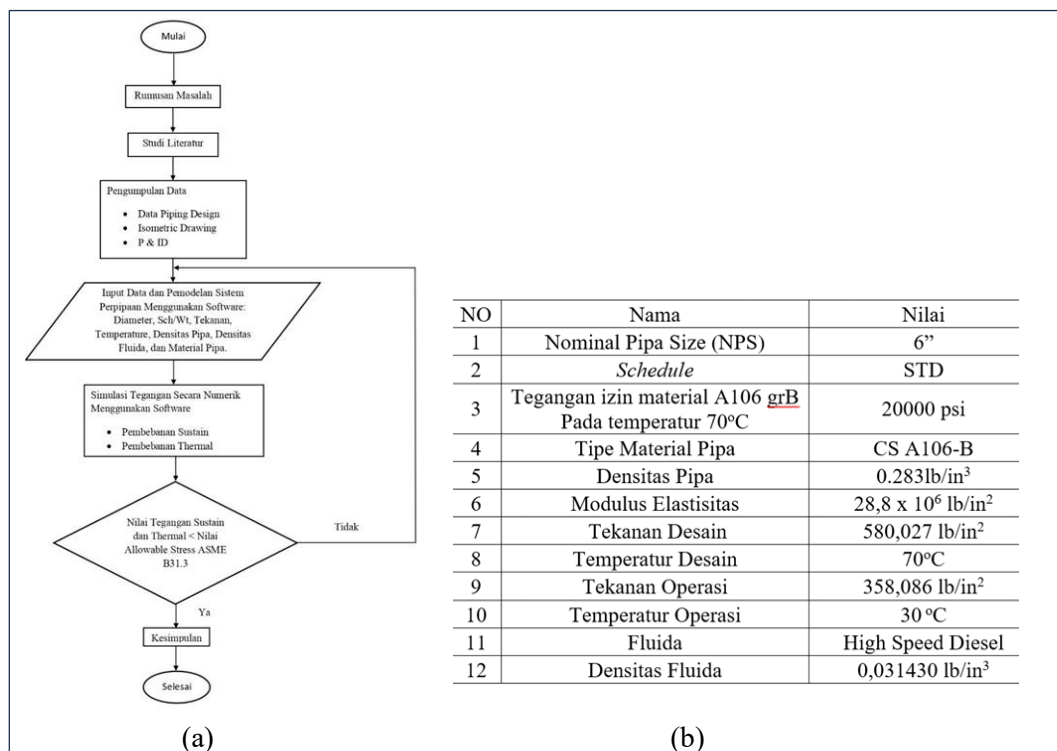 Mulai
Rumusan Masalah
Studi Literatur
Pengumpulan Data
• Data Piping Design
• Isometric Drawing
• P & ID
Input Data dan Pemodelan Sistem
Perpipaan Menggunakan Software:
Diameter, Sch/Wt, Tekanan,
Temperature, Densitas Pipa, Densitas
Fluida, dan Material Pipa.
Simulasi Tegangan Secara Numerik
Menggunakan Software
• Pembebanan Sustain
• Pembebanan Thermal
Nilai Tegangan Sustain
dan Thermal < Nilai
Allowable Stress ASME
B31.3
Tidak
Ya
Kesimpulan
Selesai
(a)
NO Nama Nilai
1 Nominal Pipa Size (NPS) 6”
2 Schedule STD
3 Tegangan izin material A106 grB
Pada temperatur 70°C 20000 psi
4 Tipe Material Pipa CS A106-B
5 Densitas Pipa 0.283lb/in³
6 Modulus Elastisitas 28,8 x 10⁶ lb/in²
7 Tekanan Desain 580,027 lb/in²
8 Temperatur Desain 70°C
9 Tekanan Operasi 358,086 lb/in²
10 Temperatur Operasi 30 °C
11 Fluida High Speed Diesel
12 Densitas Fluida 0,031430 lb/in³
(b)